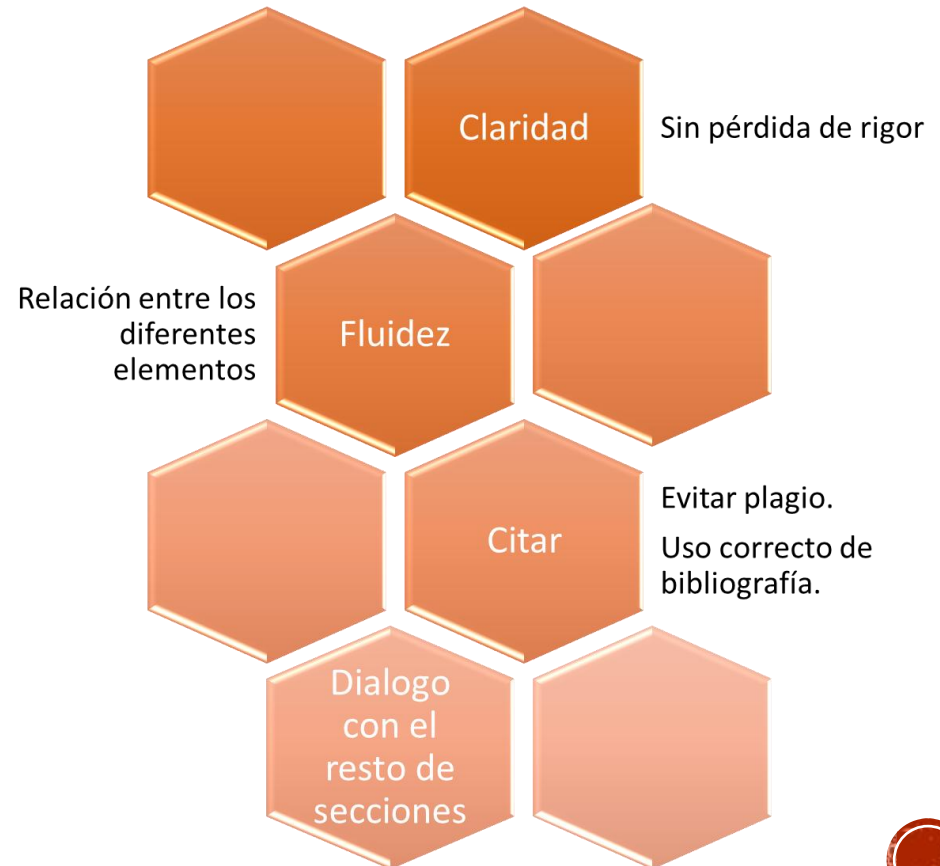 Claridad
Sin pérdida de rigor
Relación entre los
diferentes
elementos
Fluidez
Citar
Evitar plagio.
Uso correcto de
bibliografía.
Dialogo
con el
resto de
secciones